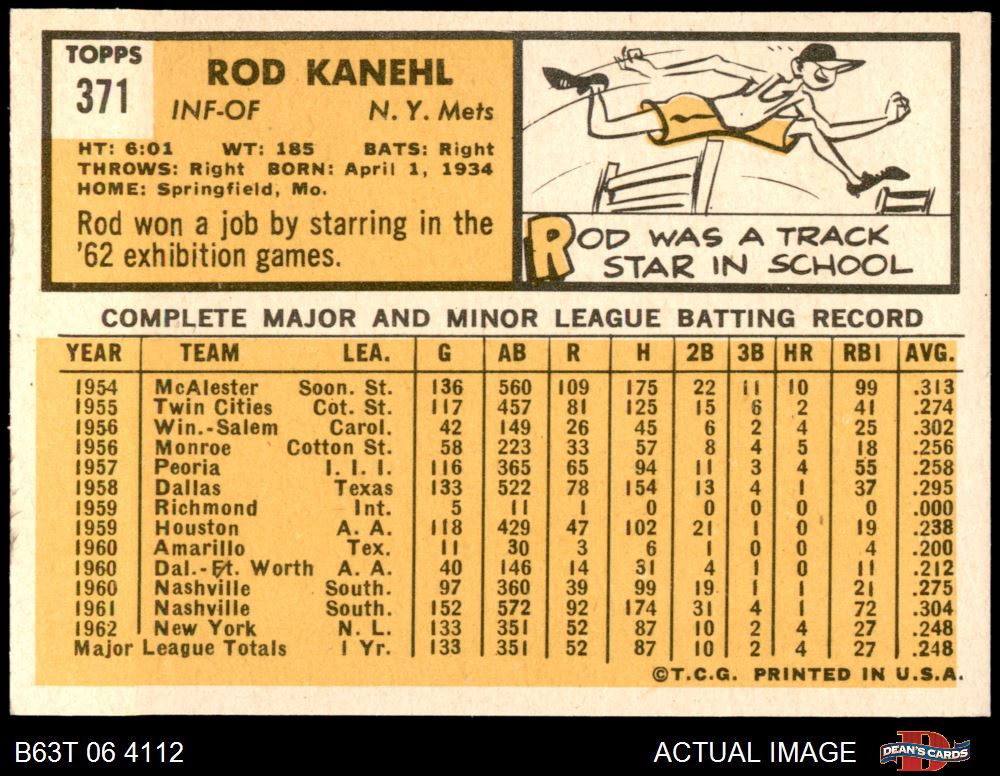 TOPPS
371
ROD KANEHL
INF-OF N. Y. Mets
HT: 6:01 WT: 185 BATS: Right
THROWS: Right BORN: April 1, 1934
HOME: Springfield, Mo.
Rod won a job by starring in the
'62 exhibition games.
ROD WAS A TRACK
STAR IN SCHOOL
COMPLETE MAJOR AND MINOR LEAGUE BATTING RECORD
YEAR TEAM LEA. G AB R H 2B 3B HR RBI AVG.
1954 McAlester Soon. St. 136 560 109 175 22 11 10 99 .313
1955 Twin Cities Cot. St. 117 457 81 125 15 6 2 41 .274
1956 Win.-Salem Carol. 42 149 26 45 6 2 4 25 .302
1956 Monroe Cotton St. 58 223 33 57 8 4 5 18 .256
1957 Peoria I. I. I. 116 365 65 94 11 3 4 55 .258
1958 Dallas Texas 133 522 78 154 13 4 1 37 .295
1959 Richmond Int. 5 11 1 0 0 0 0 0 .000
1959 Houston A. A. 118 429 47 102 21 1 0 19 .238
1960 Amarillo Tex. 11 30 3 6 1 0 0 4 .200
1960 Dal.-Ft. Worth A. A. 40 146 14 31 4 1 0 11 .212
1960 Nashville South. 97 360 39 99 19 1 1 21 .275
1961 Nashville South. 152 572 92 174 31 4 1 72 .304
1962 New York N. L. 133 351 52 87 10 2 4 27 .248
Major League Totals 1 Yr. 133 351 52 87 10 2 4 27 .248
©T.C.G. PRINTED IN U.S.A.
B63T 06 4112 ACTUAL IMAGE DEAN'S CARDS